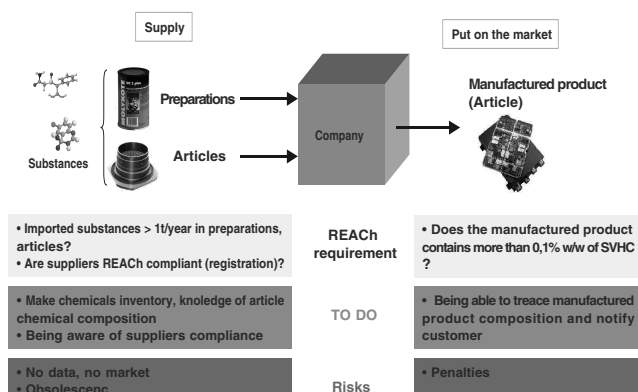 Supply
Put on the market
MOLYKOTE
Preparations
Manufactured product
(Article)
Company
Substances
Articles
• Imported substances > 1t/year in preparations,
articles?
• Are suppliers REACh compliant (registration)?
REACh
requirement
• Does the manufactured product
contains more than 0,1% w/w of SVHC
?
• Make chemicals inventory, knoledge of article
chemical composition
• Being aware of suppliers compliance
TO DO
• Being able to treace manufactured
product composition and notify
customer
• No data, no market
• Obsolescenc
Risks
• Penalties